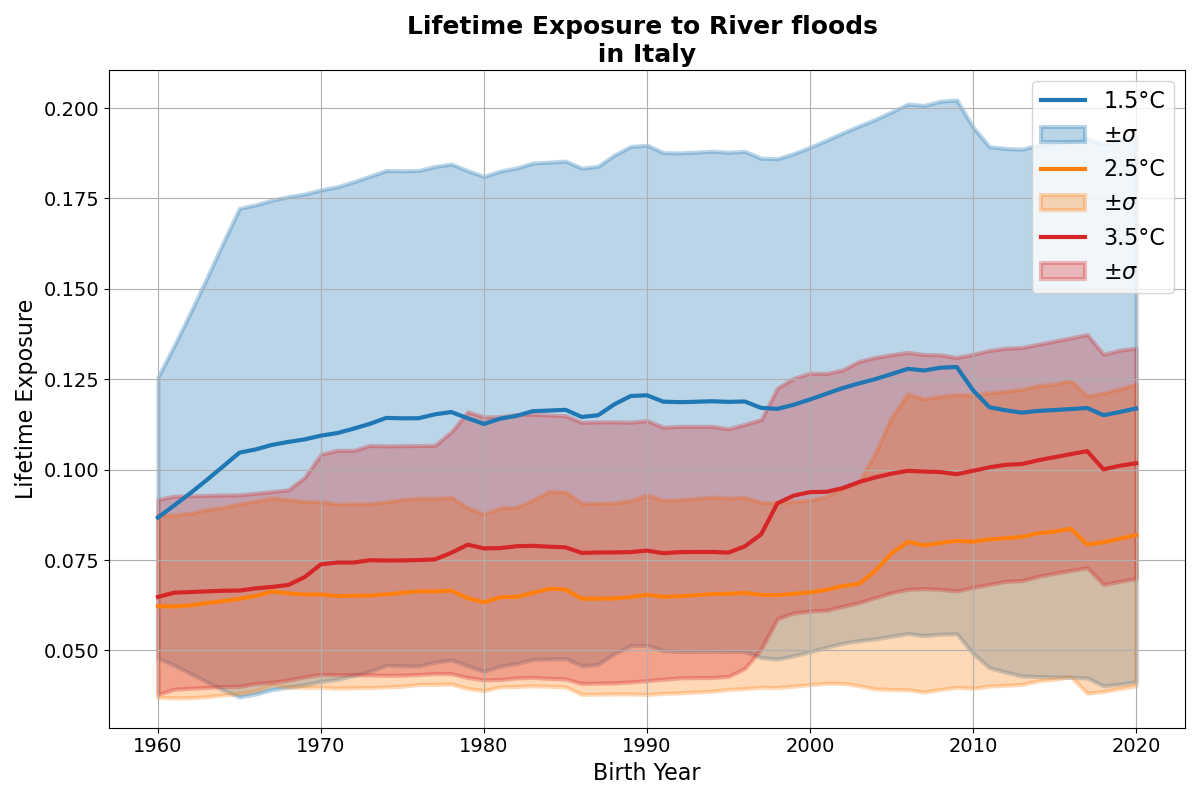 Lifetime Exposure to River floods
in Italy
0.200
0.175
0.150
0.125
0.100
0.075
0.050
Lifetime Exposure
1960
1970
1980
1990
2000
2010
2020
Birth Year
1.5°C
±σ
2.5°C
±σ
3.5°C
±σ